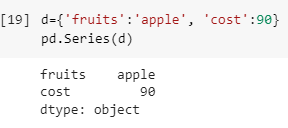 [19] d={'fruits':'apple', 'cost':90}
pd.Series(d)
fruits    apple
cost         90
dtype: object